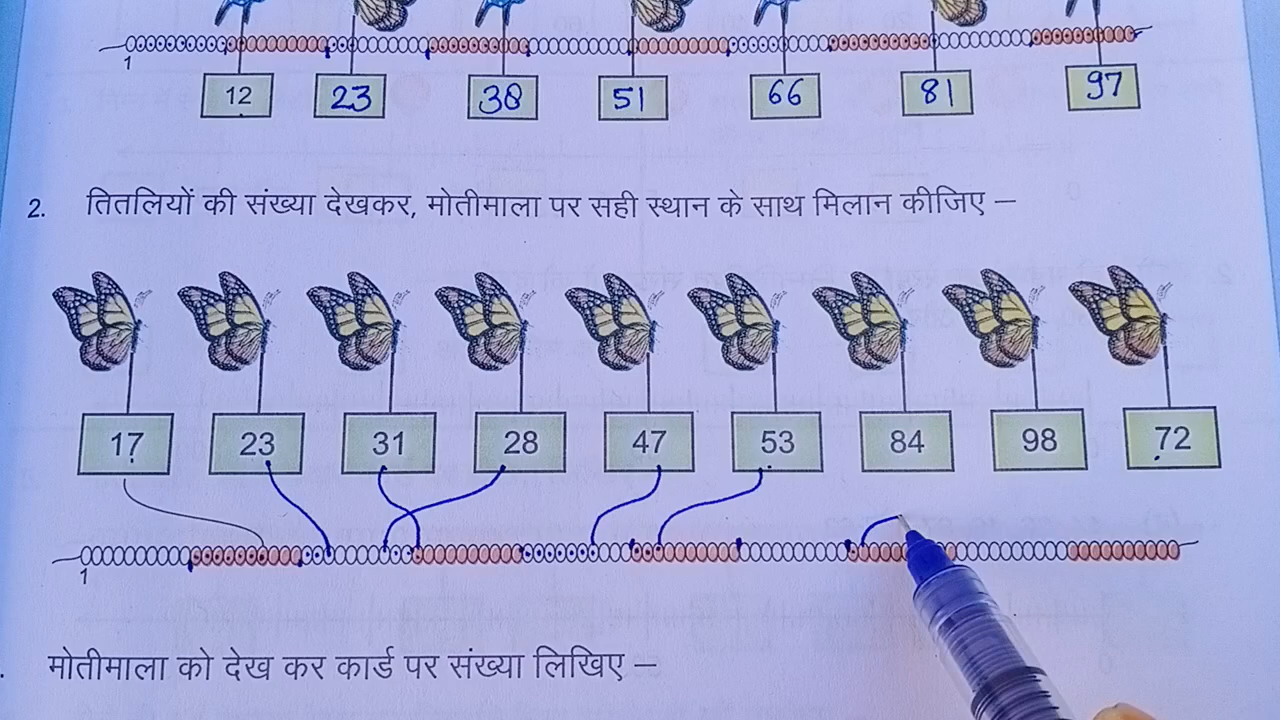 1
12 23 38 51 66 81 97
2. तितलियों की संख्या देखकर, मोतीमाला पर सही स्थान के साथ मिलान कीजिए –
17 23 31 28 47 53 84 98 72
1
मोतीमाला को देख कर कार्ड पर संख्या लिखिए –